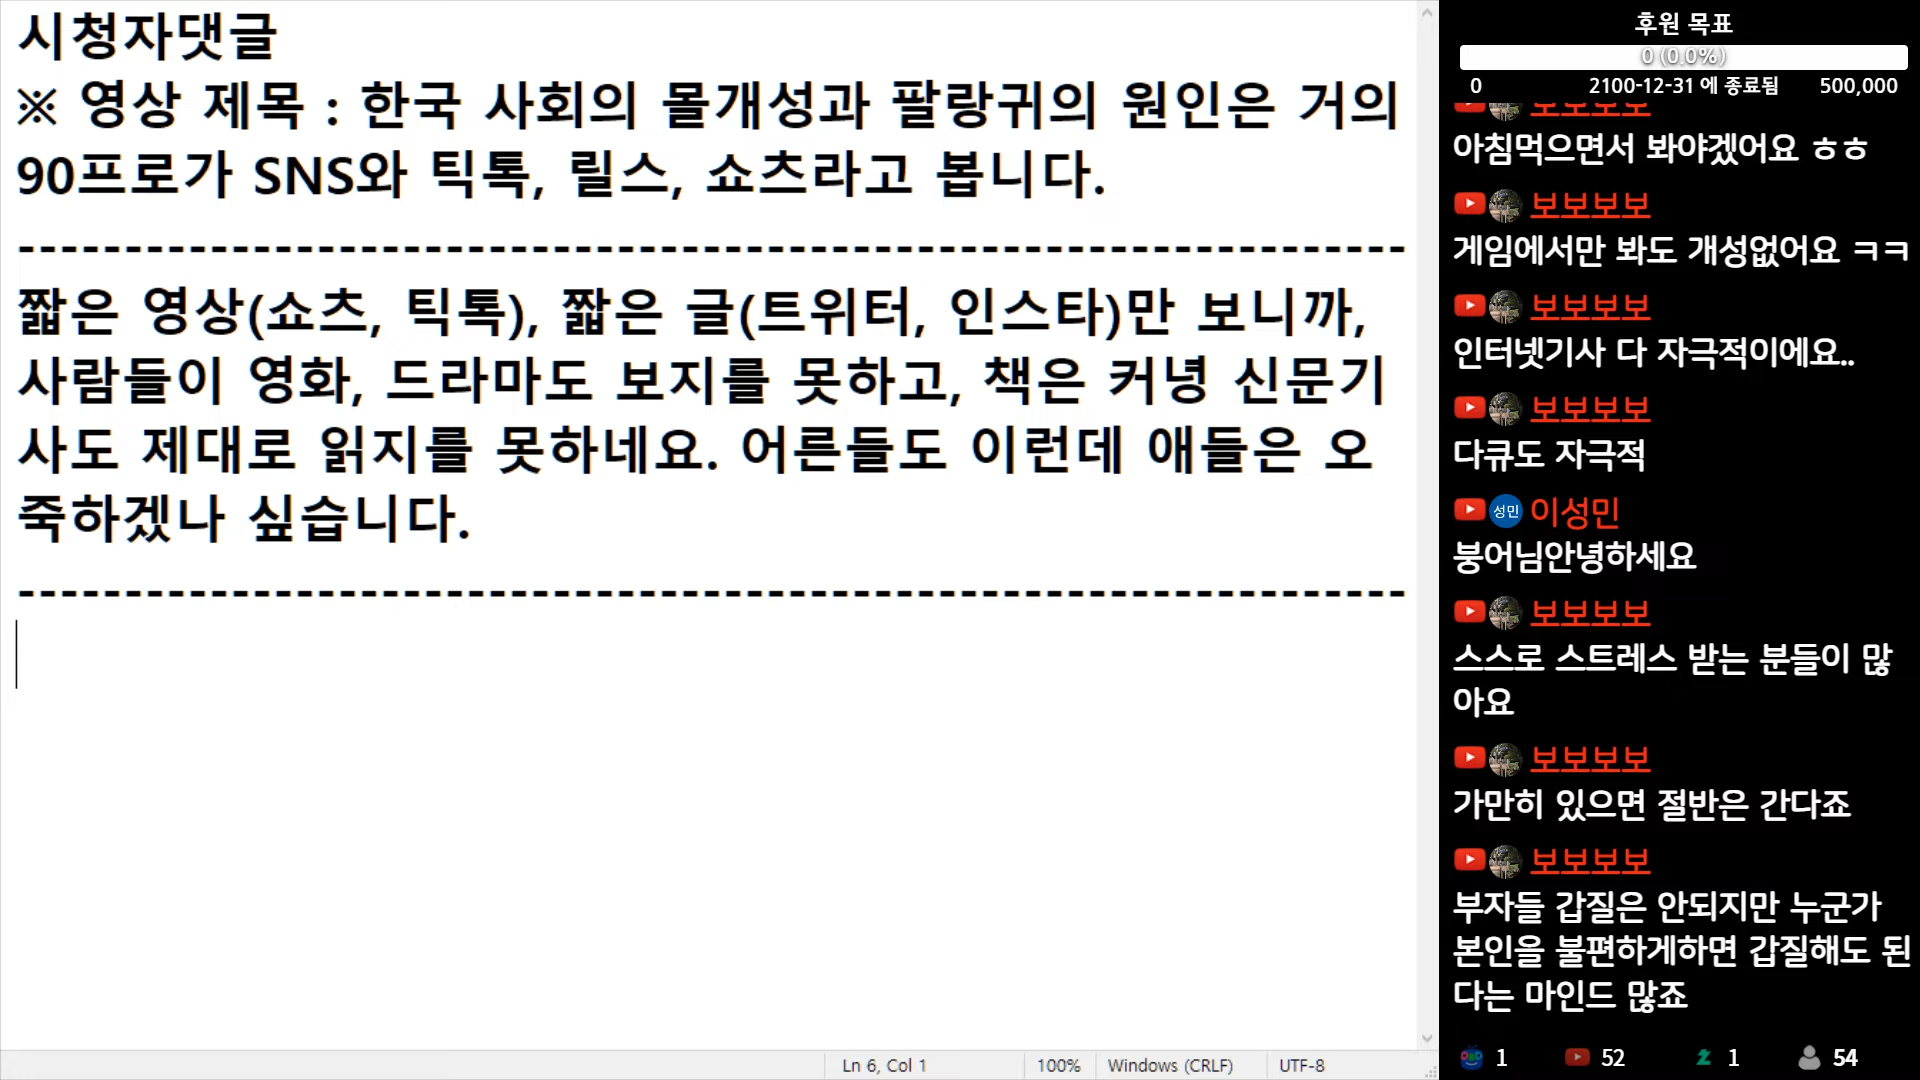 시청자댓글
※ 영상 제목 : 한국 사회의 몰개성과 팔랑귀의 원인은 거의
90프로가 SNS와 틱톡, 릴스, 쇼츠라고 봅니다.
-----------------------------------------------------
짧은 영상(쇼츠, 틱톡), 짧은 글(트위터, 인스타)만 보니까,
사람들이 영화, 드라마도 보지를 못하고, 책은 커녕 신문기
사도 제대로 읽지를 못하네요. 어른들도 이런데 애들은 오
죽하겠나 싶습니다.
-----------------------------------------------------
Ln 6, Col 1
100%
Windows (CRLF)
UTF-8
후원 목표
0 (0.0%)
0 2100-12-31 에 종료됨 500,000
보보보보
아침먹으면서 봐야겠어요 ㅎㅎ
보보보보
게임에서만 봐도 개성없어요 ㅋㅋ
보보보보
인터넷기사 다 자극적이에요..
보보보보
다큐도 자극적
성민 이성민
붕어님안녕하세요
보보보보
스스로 스트레스 받는 분들이 많
아요
보보보보
가만히 있으면 절반은 간다죠
보보보보
부자들 갑질은 안되지만 누군가
본인을 불편하게하면 갑질해도 된
다는 마인드 많죠
1 52 1 54